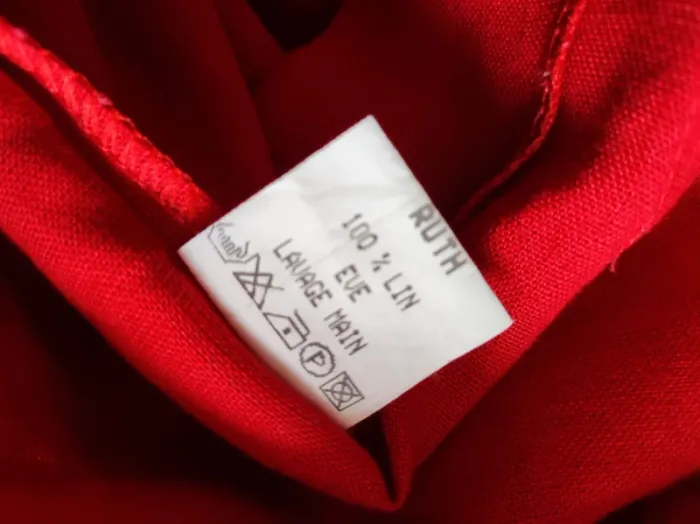 RUTH
100 % LIN
EVE
LAVAGE MAIN
P